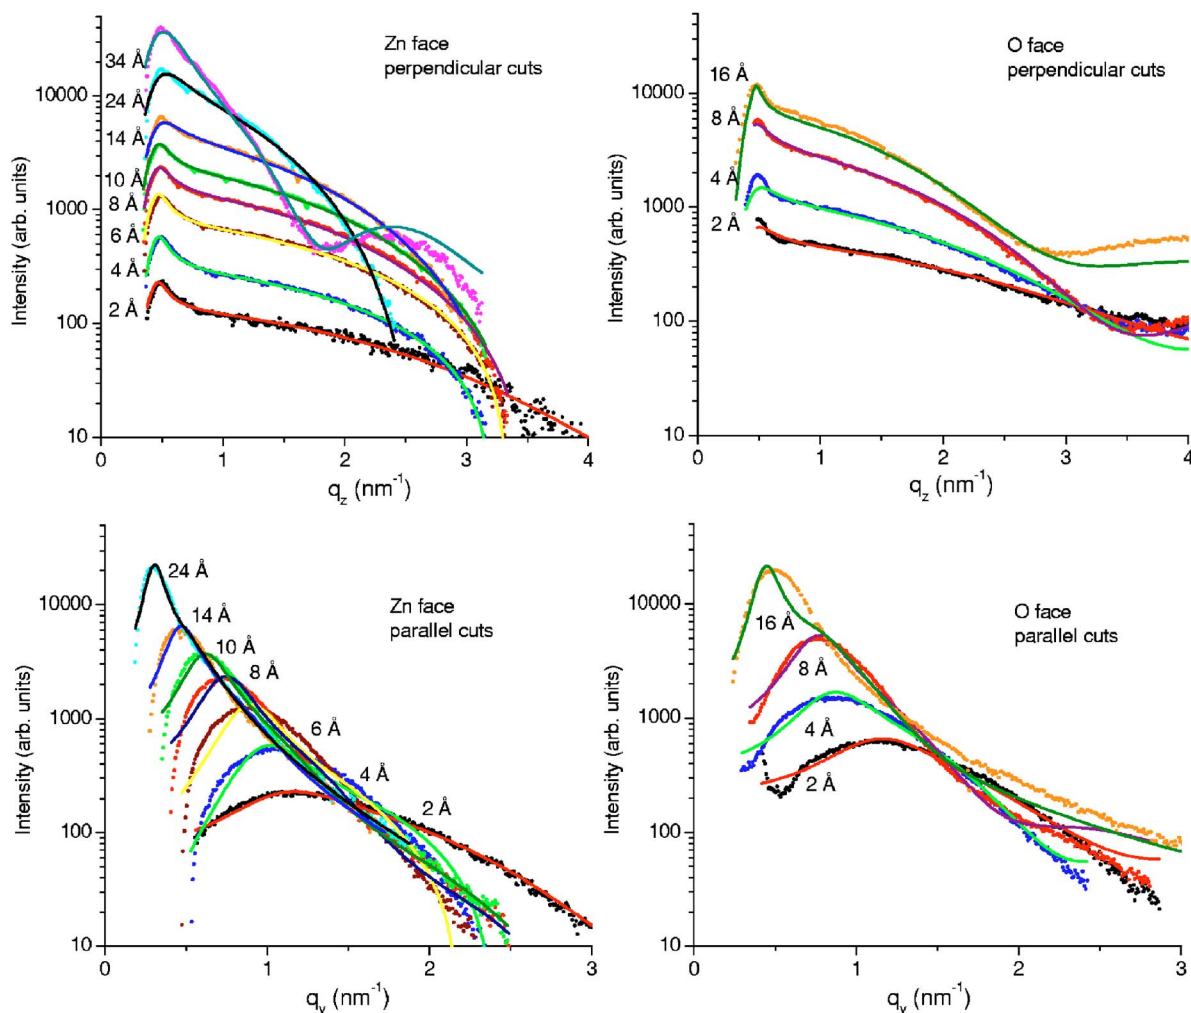 Zn face
perpendicular cuts
34 Å
24 Å
14 Å
10 Å
8 Å
6 Å
4 Å
2 Å
10000
1000
100
10
Intensity (arb. units)
0 1 2 3 4
q_z (nm⁻¹)
O face
perpendicular cuts
16 Å
8 Å
4 Å
2 Å
10000
1000
100
10
Intensity (arb. units)
0 1 2 3 4
q_z (nm⁻¹)
Zn face
parallel cuts
24 Å
14 Å
10 Å
8 Å
6 Å
4 Å
2 Å
10000
1000
100
10
Intensity (arb. units)
0 1 2 3
q_y (nm⁻¹)
O face
parallel cuts
16 Å
8 Å
4 Å
2 Å
10000
1000
100
10
Intensity (arb. units)
0 1 2 3
q_y (nm⁻¹)